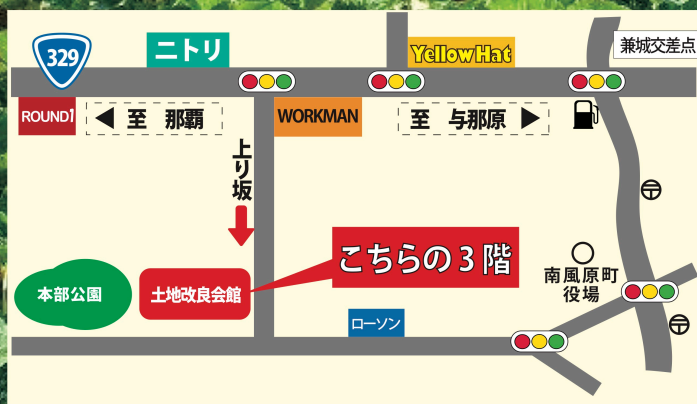 329
ニトリ
YellowHat
兼城交差点
ROUND1
◀ 至 那覇
WORKMAN
至 与那原 ▶
上り坂
こちらの3階
本部公園
土地改良会館
ローソン
南風原町
役場
〒
〒